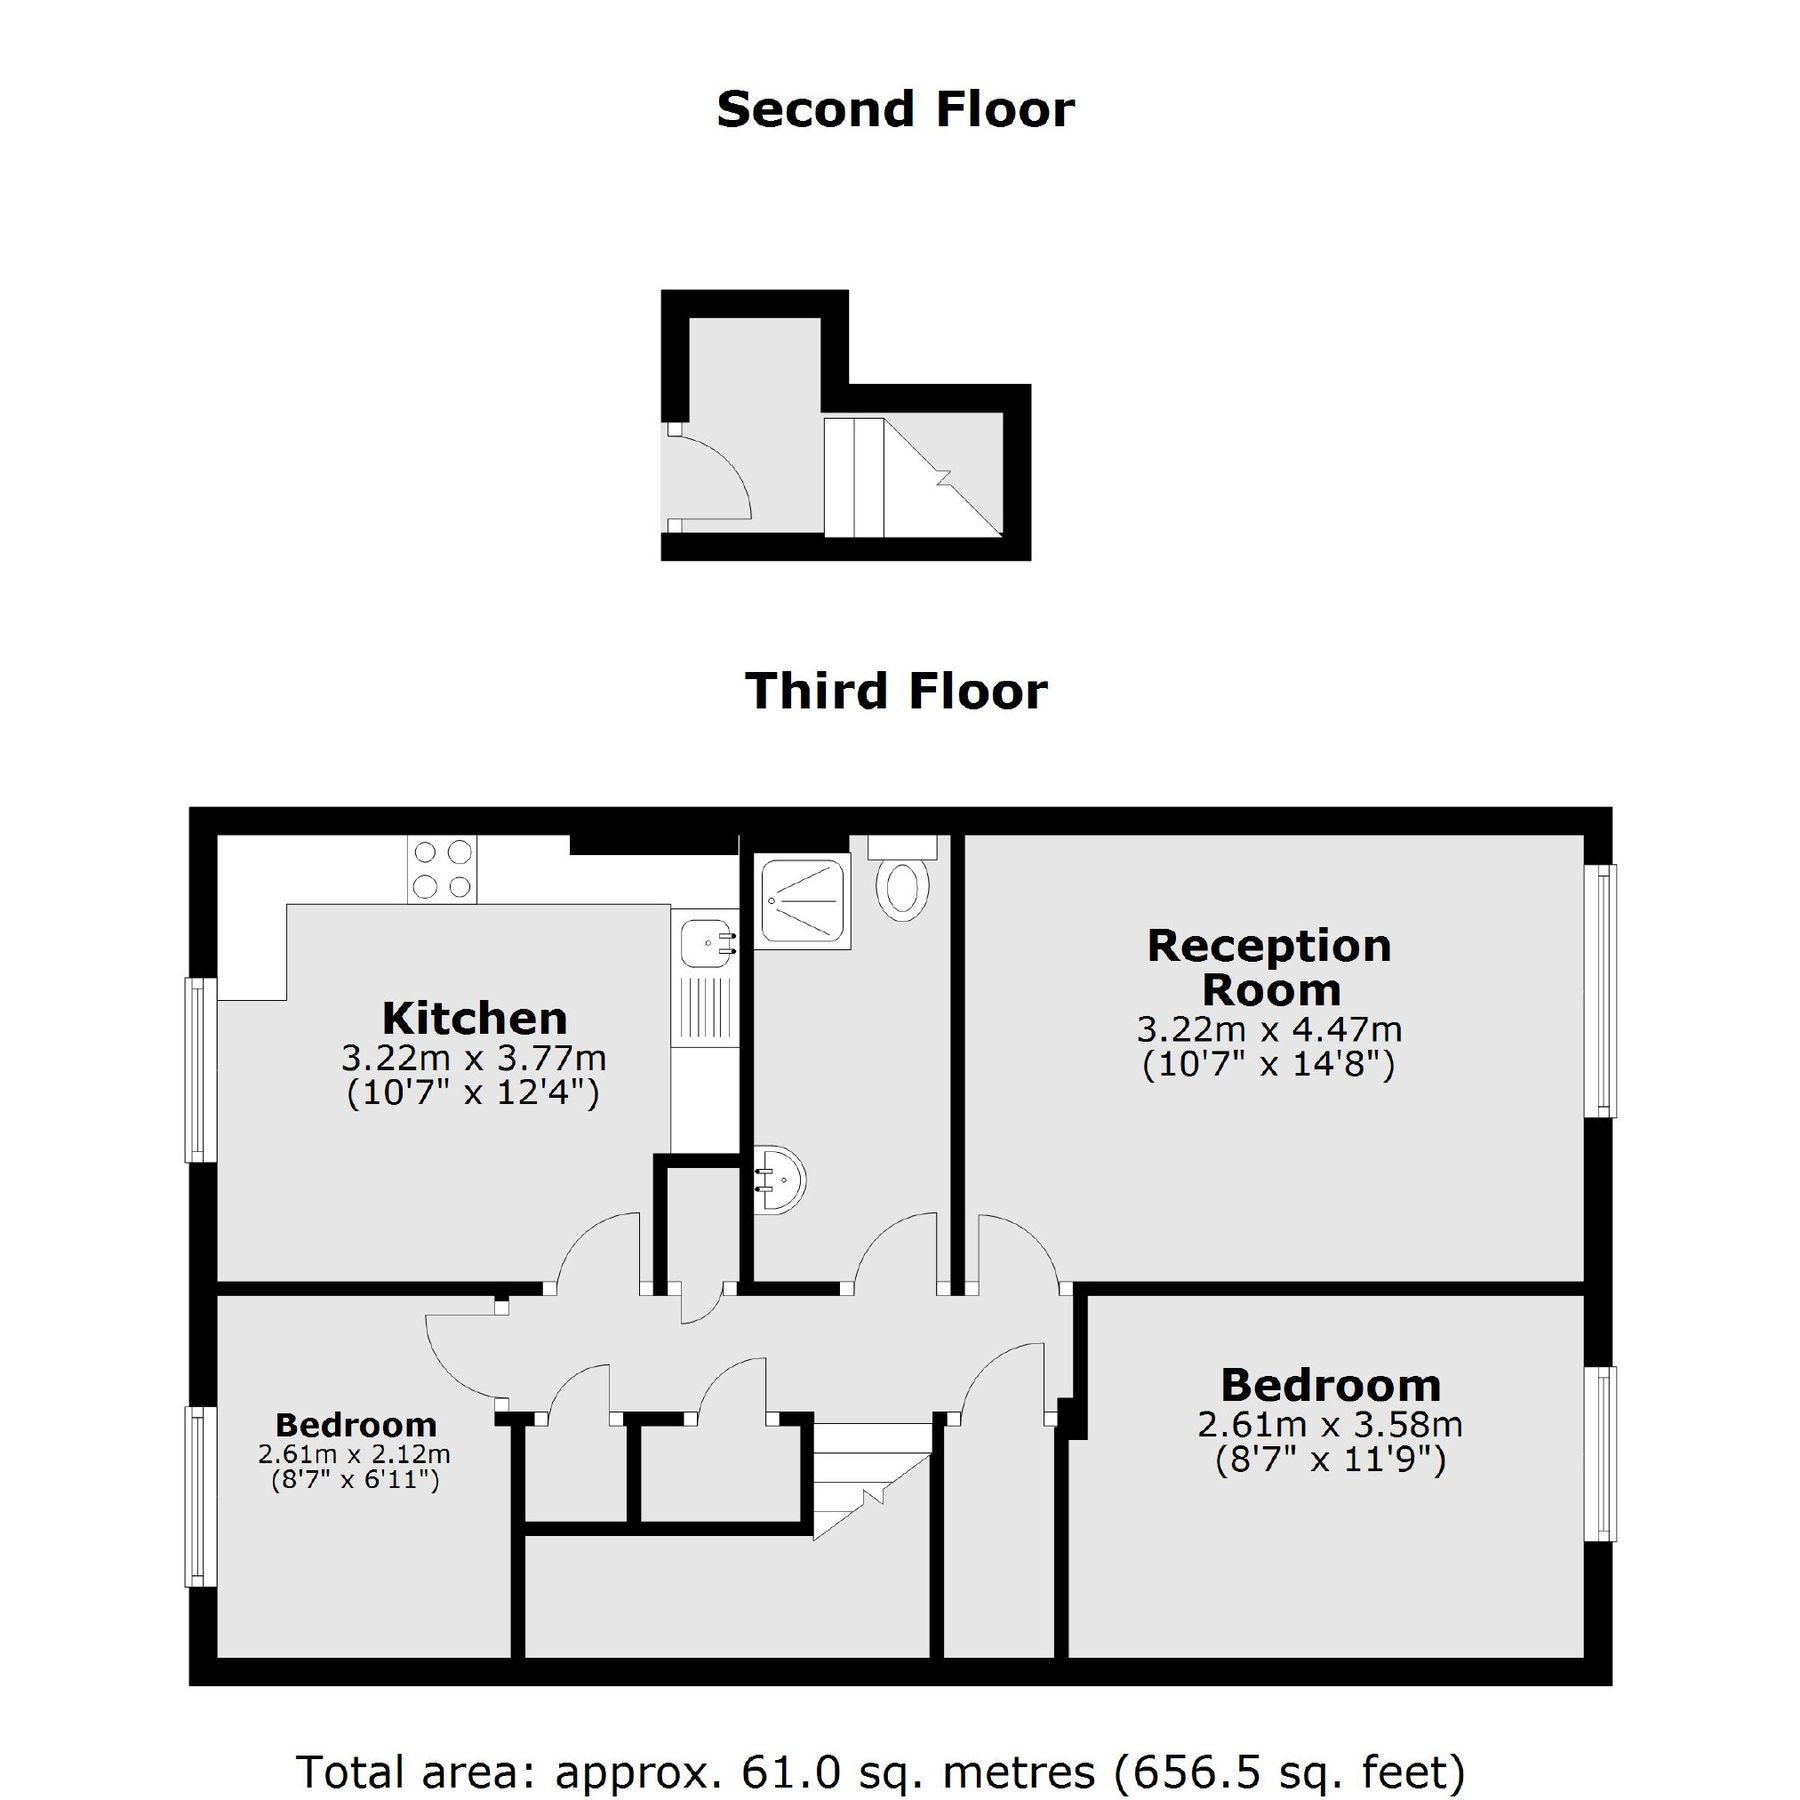 Second Floor
Third Floor
Kitchen
3.22m x 3.77m
(10'7" x 12'4")
Reception
Room
3.22m x 4.47m
(10'7" x 14'8")
Bedroom
2.61m x 2.12m
(8'7" x 6'11")
Bedroom
2.61m x 3.58m
(8'7" x 11'9")
Total area: approx. 61.0 sq. metres (656.5 sq. feet)